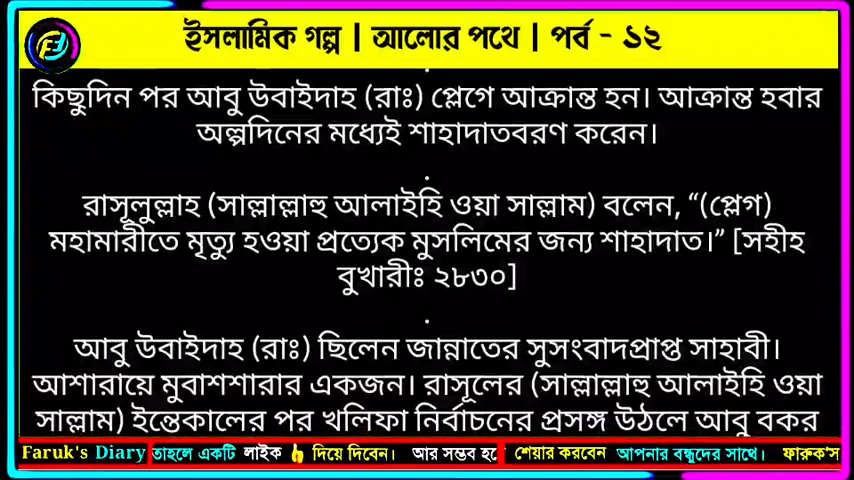 ইসলামিক গল্প | আলোর পথে | পর্ব - ১২
.
কিছুদিন পর আবু উবাইদাহ (রাঃ) প্লেগে আক্রান্ত হন। আক্রান্ত হবার
অল্পদিনের মধ্যেই শাহাদাতবরণ করেন।
.
রাসূলুল্লাহ (সাল্লাল্লাহু আলাইহি ওয়া সাল্লাম) বলেন, “(প্লেগ)
মহামারীতে মৃত্যু হওয়া প্রত্যেক মুসলিমের জন্য শাহাদাত।” [সহীহ
বুখারীঃ ২৮৩০]
.
আবু উবাইদাহ (রাঃ) ছিলেন জান্নাতের সুসংবাদপ্রাপ্ত সাহাবী।
আশারায়ে মুবাশশারার একজন। রাসূলের (সাল্লাল্লাহু আলাইহি ওয়া
সাল্লাম) ইন্তেকালের পর খলিফা নির্বাচনের প্রসঙ্গ উঠলে আবু বকর
Faruk's Diary তাহলে একটি লাইক 👍 দিয়ে দিবেন। আর সম্ভব হ শেয়ার করবেন আপনার বন্ধুদের সাথে। ফারুক's